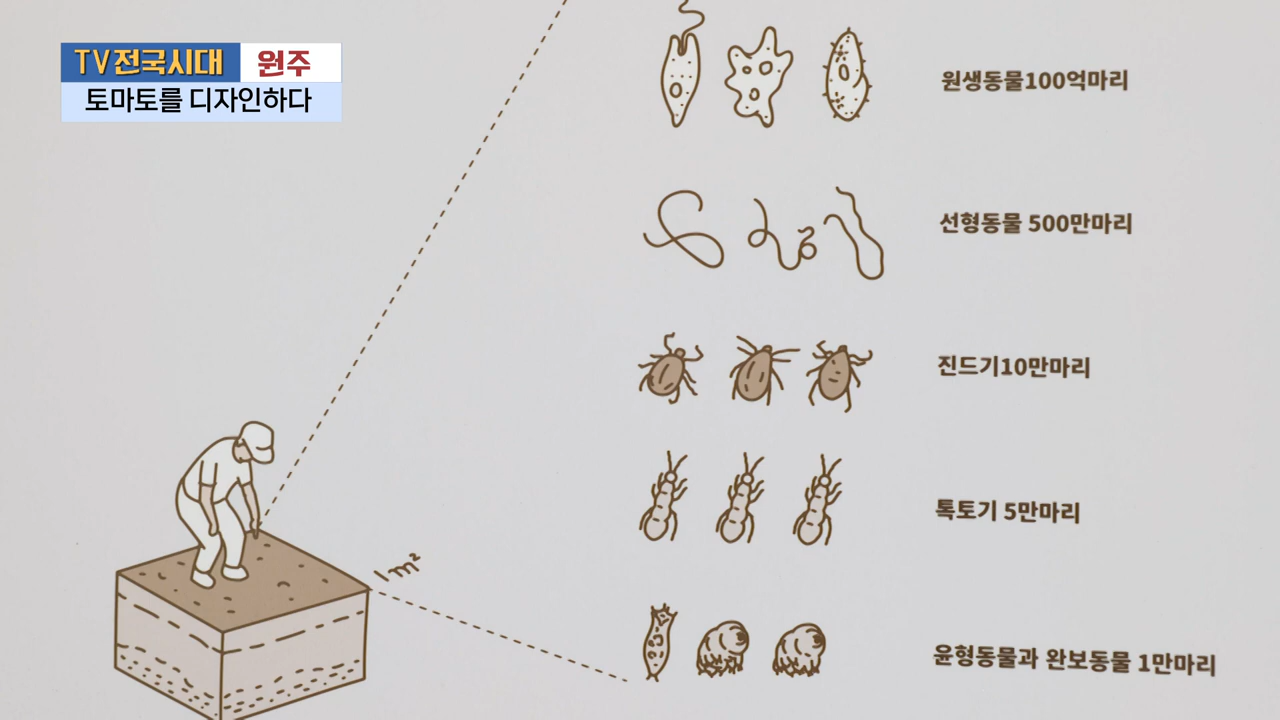 TV전국시대 원주
토마토를 디자인하다
원생동물100억마리
선형동물 500만마리
진드기10만마리
톡토기 5만마리
1m²
윤형동물과 완보동물 1만마리